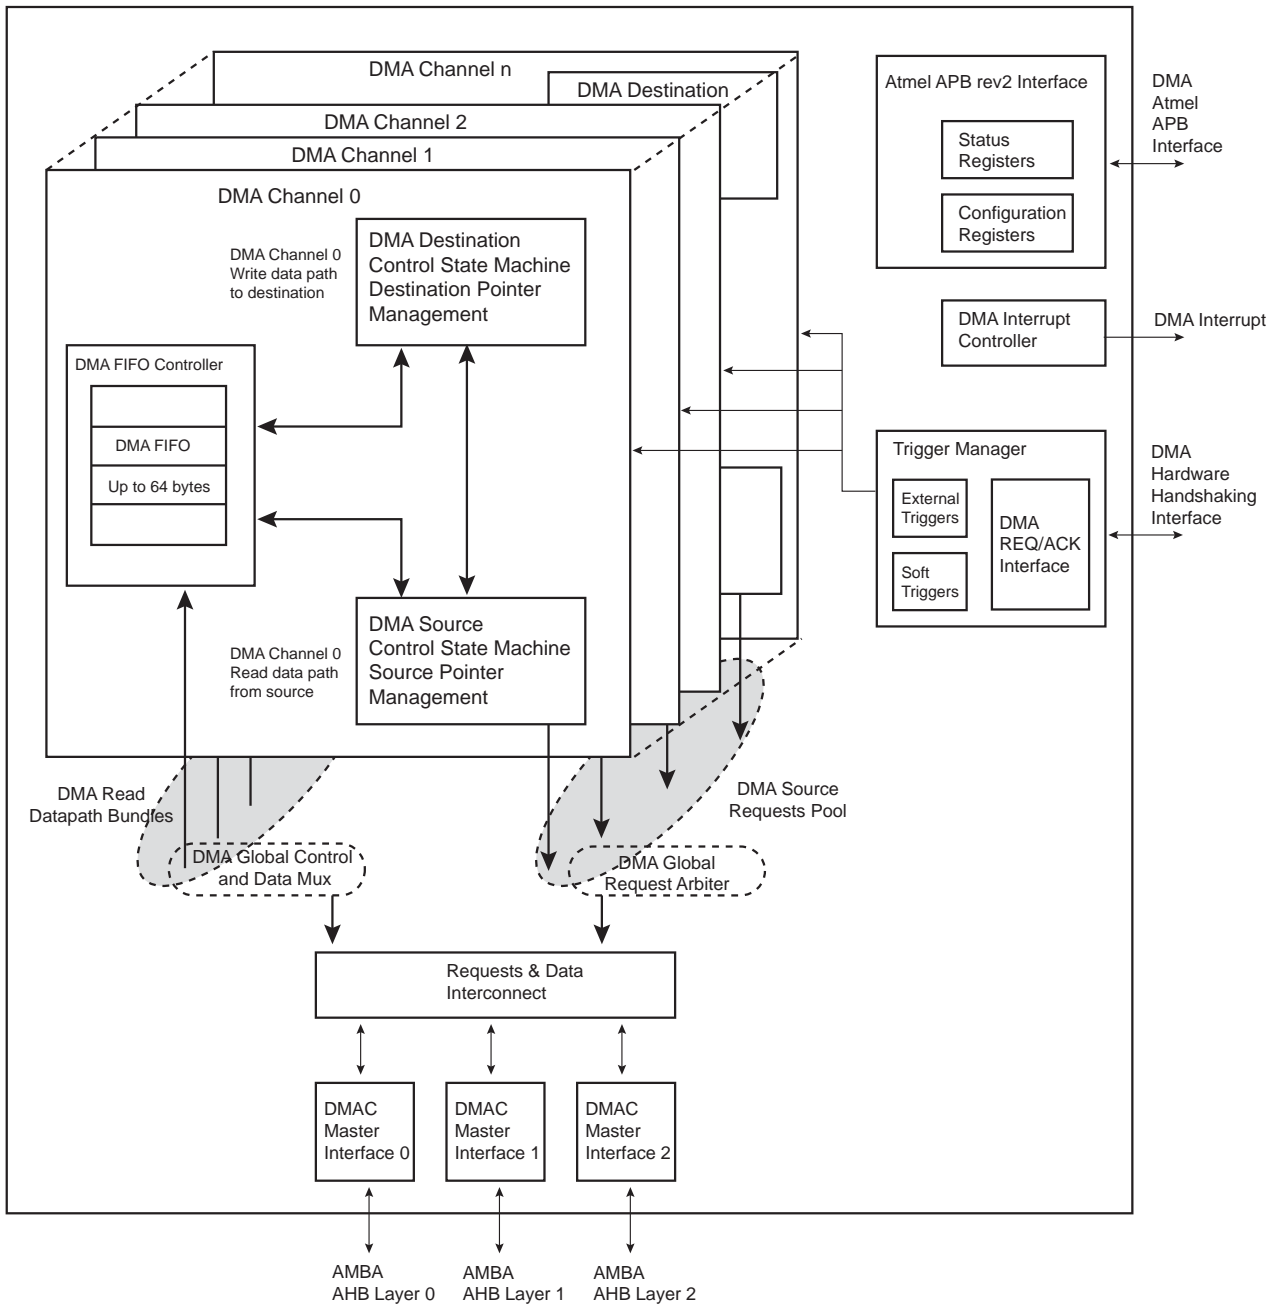 DMA Channel n
DMA Destination
DMA Channel 2
DMA Channel 1
DMA Channel 0
DMA Channel 0
Write data path
to destination
DMA Destination
Control State Machine
Destination Pointer
Management
DMA FIFO Controller
DMA FIFO
Up to 64 bytes
DMA Channel 0
Read data path
from source
DMA Source
Control State Machine
Source Pointer
Management
Atmel APB rev2 Interface
Status
Registers
Configuration
Registers
DMA
Atmel
APB
Interface
DMA Interrupt
Controller
DMA Interrupt
Trigger Manager
External
Triggers
Soft
Triggers
DMA
REQ/ACK
Interface
DMA
Hardware
Handshaking
Interface
DMA Read
Datapath Bundles
DMA Source
Requests Pool
DMA Global Control
and Data Mux
DMA Global
Request Arbiter
Requests & Data
Interconnect
DMAC
Master
Interface 0
DMAC
Master
Interface 1
DMAC
Master
Interface 2
AMBA
AHB Layer 0
AMBA
AHB Layer 1
AMBA
AHB Layer 2